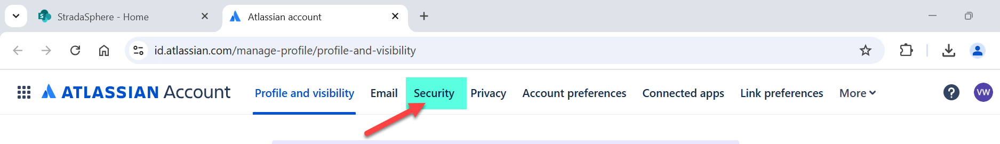 StradaSphere - Home
Atlassian account
id.atlassian.com/manage-profile/profile-and-visibility
ATLASSIAN Account Profile and visibility Email Security Privacy Account preferences Connected apps Link preferences More ? VW